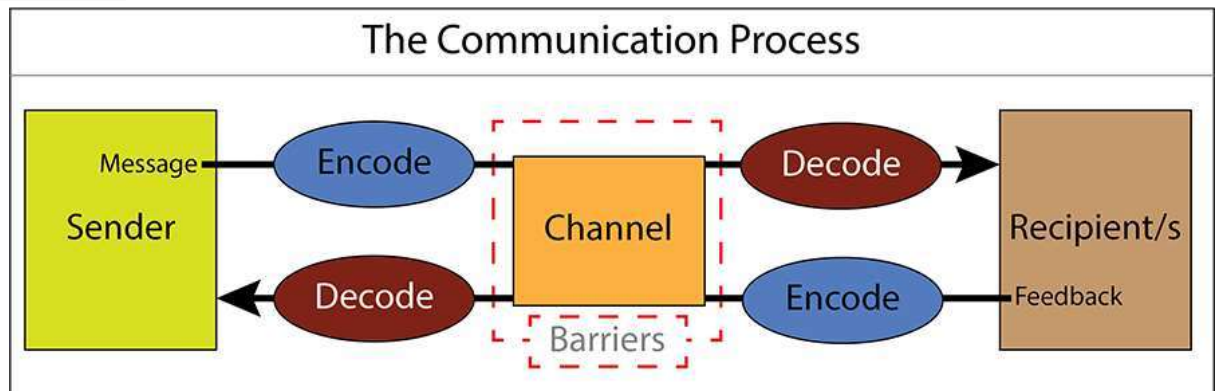 The Communication Process
Message
Encode
Decode
Sender
Channel
Recipient/s
Decode
Encode
Feedback
Barriers